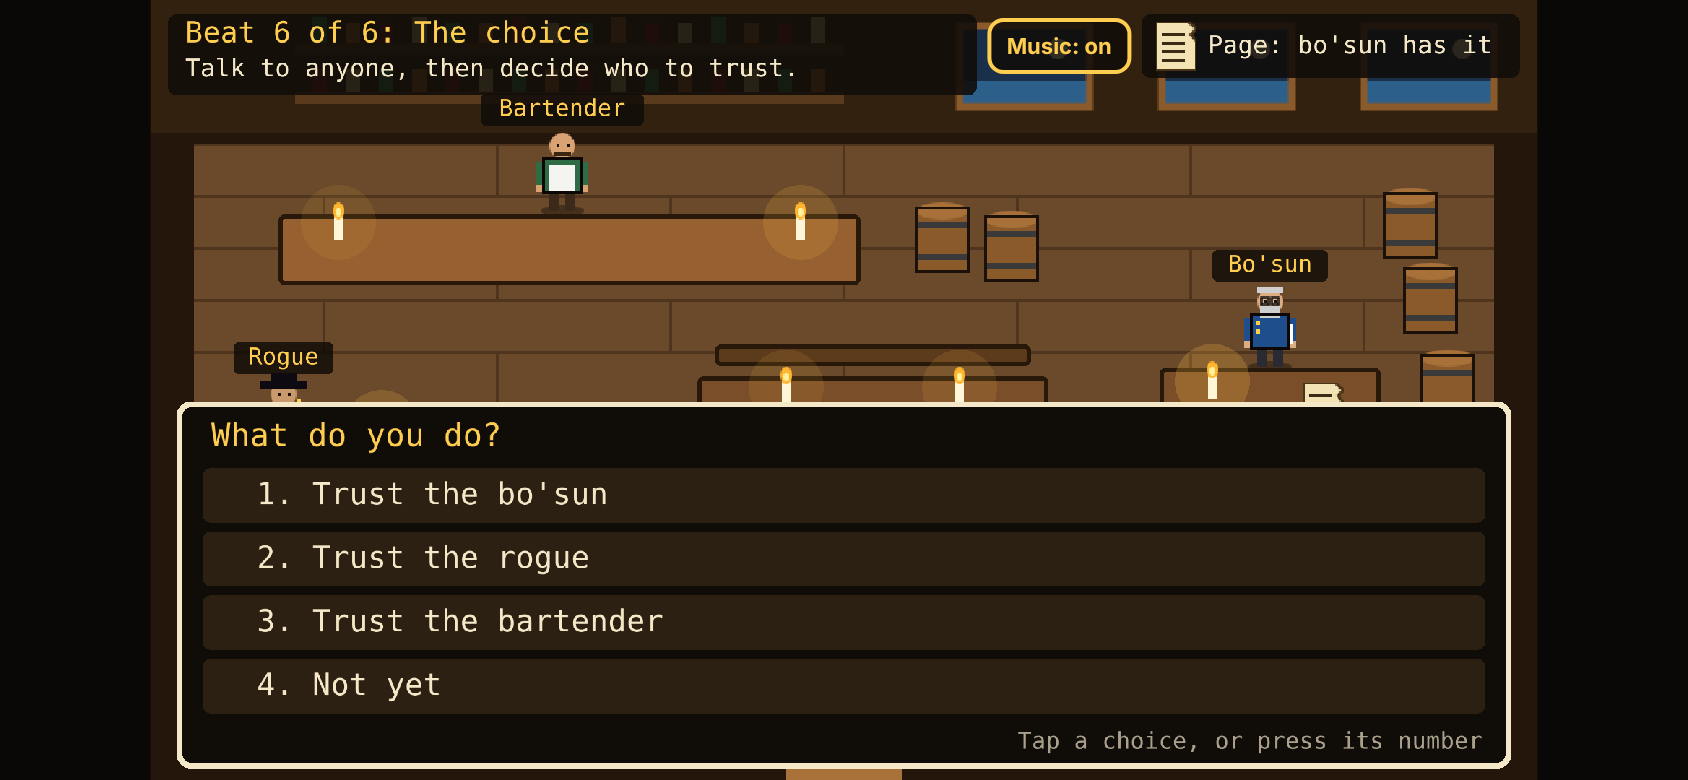 Beat 6 of 6: The choice
Talk to anyone, then decide who to trust.
Music: on
Page: bo'sun has it
Bartender
Bo'sun
Rogue
What do you do?
1. Trust the bo'sun
2. Trust the rogue
3. Trust the bartender
4. Not yet
Tap a choice, or press its number